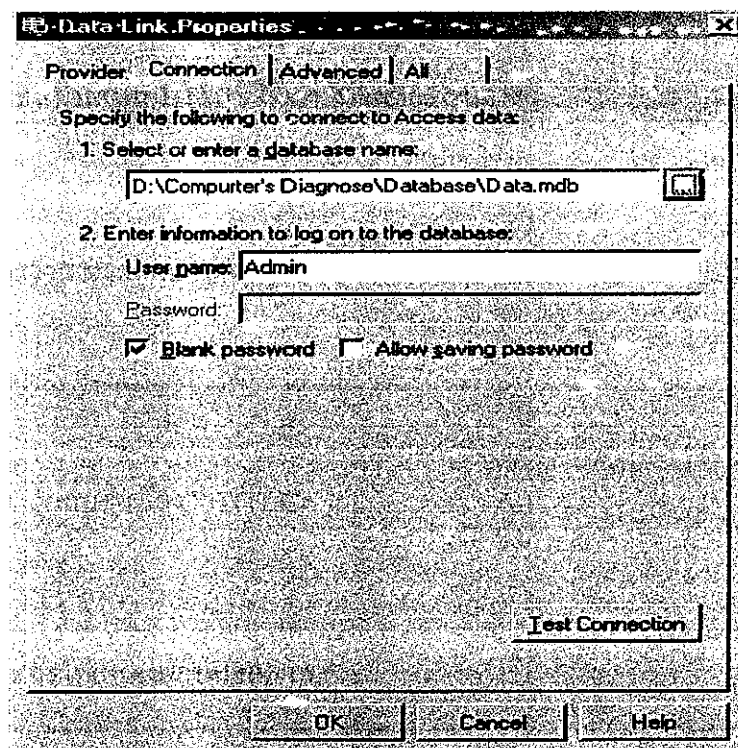 Data Link Properties
Provider Connection Advanced All
Specify the following to connect to Access data:
1. Select or enter a database name:
D:\Compurter's Diagnose\Database\Data.mdb ...
2. Enter information to log on to the database:
User name: Admin
Password:
Blank password Allow saving password
Test Connection
OK Cancel Help